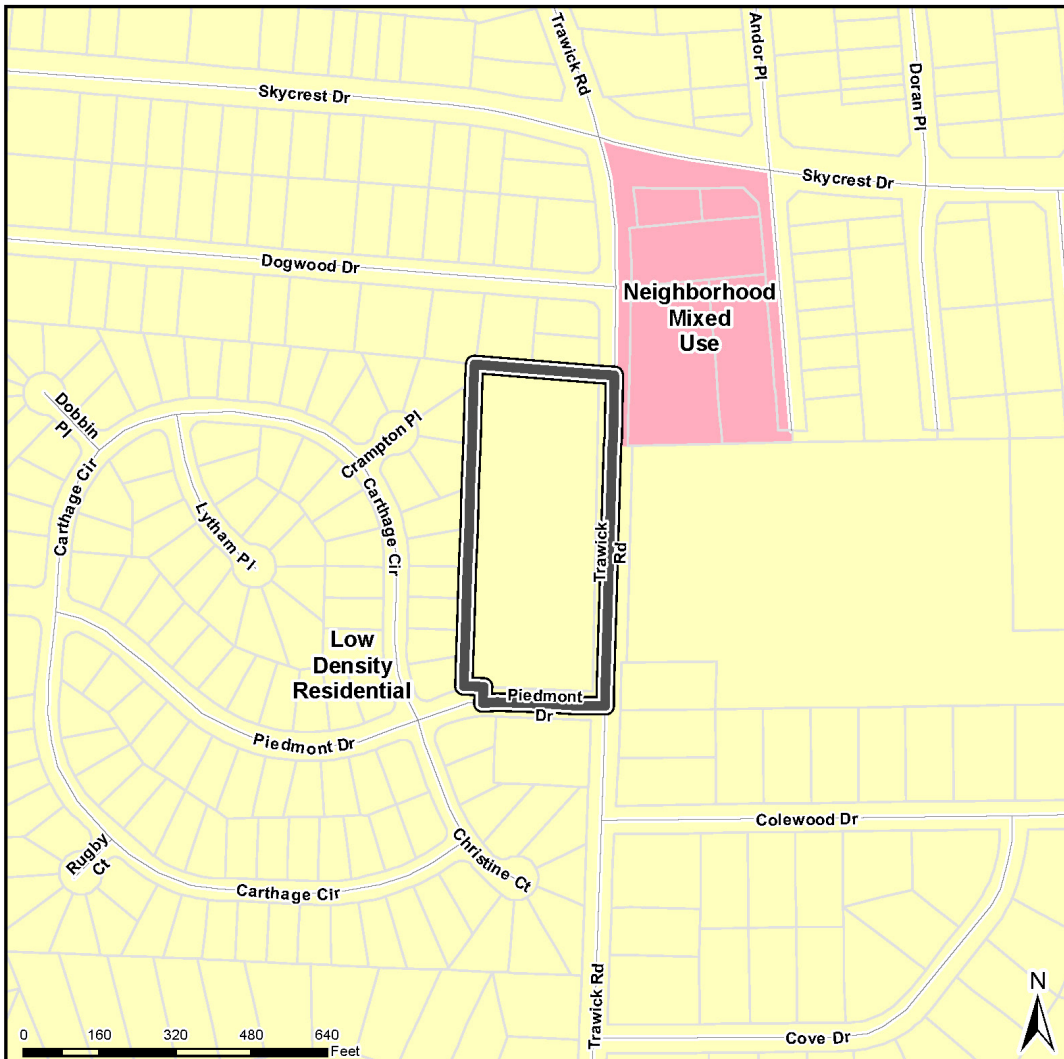 Trawick Rd
Andor Pl
Doran Pl
Skycrest Dr
Skycrest Dr
Dogwood Dr
Neighborhood
Mixed
Use
Dobbin
Pl
Crampton Pl
Carthage Cir
Carthage Cir
Lytham Pl
Trawick
Rd
Low
Density
Residential
Piedmont
Dr
Piedmont Dr
Colewood Dr
Christine Ct
Rugby
Ct
Carthage Cir
Trawick Rd
N
0 160 320 480 640
Feet
Cove Dr